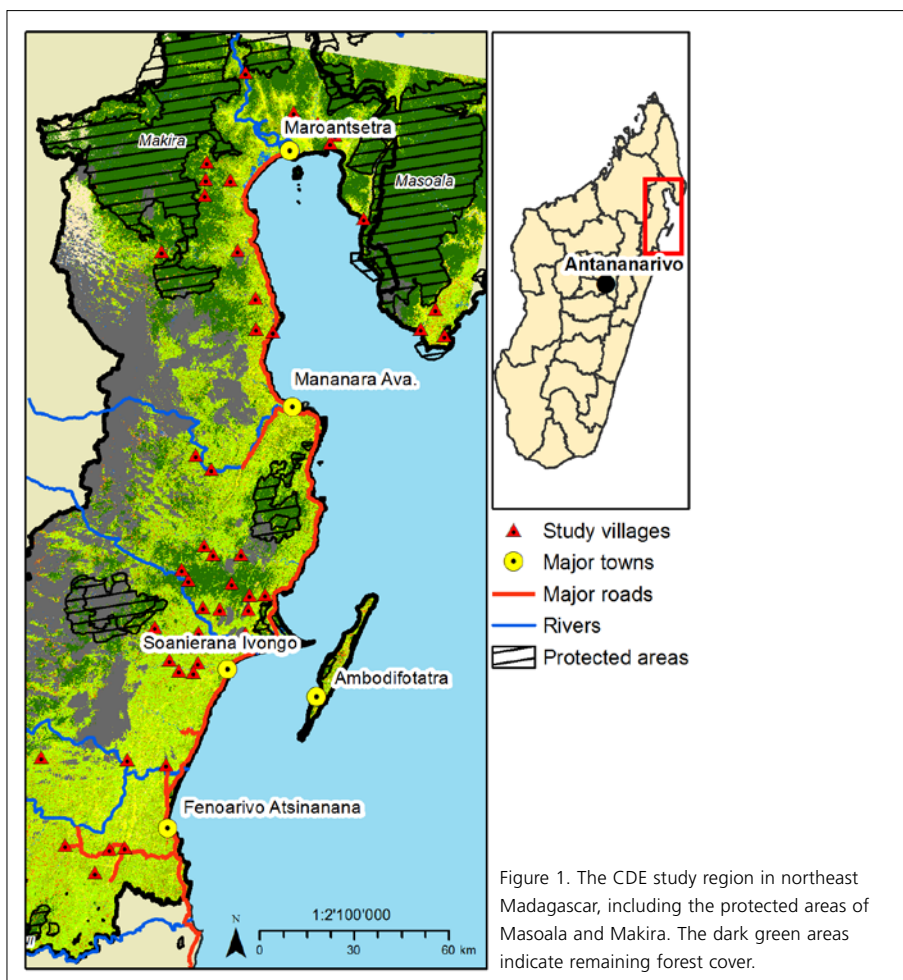 Makira
Maroantsetra
Masoala
Mananara Ava.
Soanierana Ivongo
Ambodifotatra
Fenoarivo Atsinanana
N
1:2'100'000
0 30 60 km
Antananarivo
Study villages
Major towns
Major roads
Rivers
Protected areas
Figure 1. The CDE study region in northeast
Madagascar, including the protected areas of
Masoala and Makira. The dark green areas
indicate remaining forest cover.